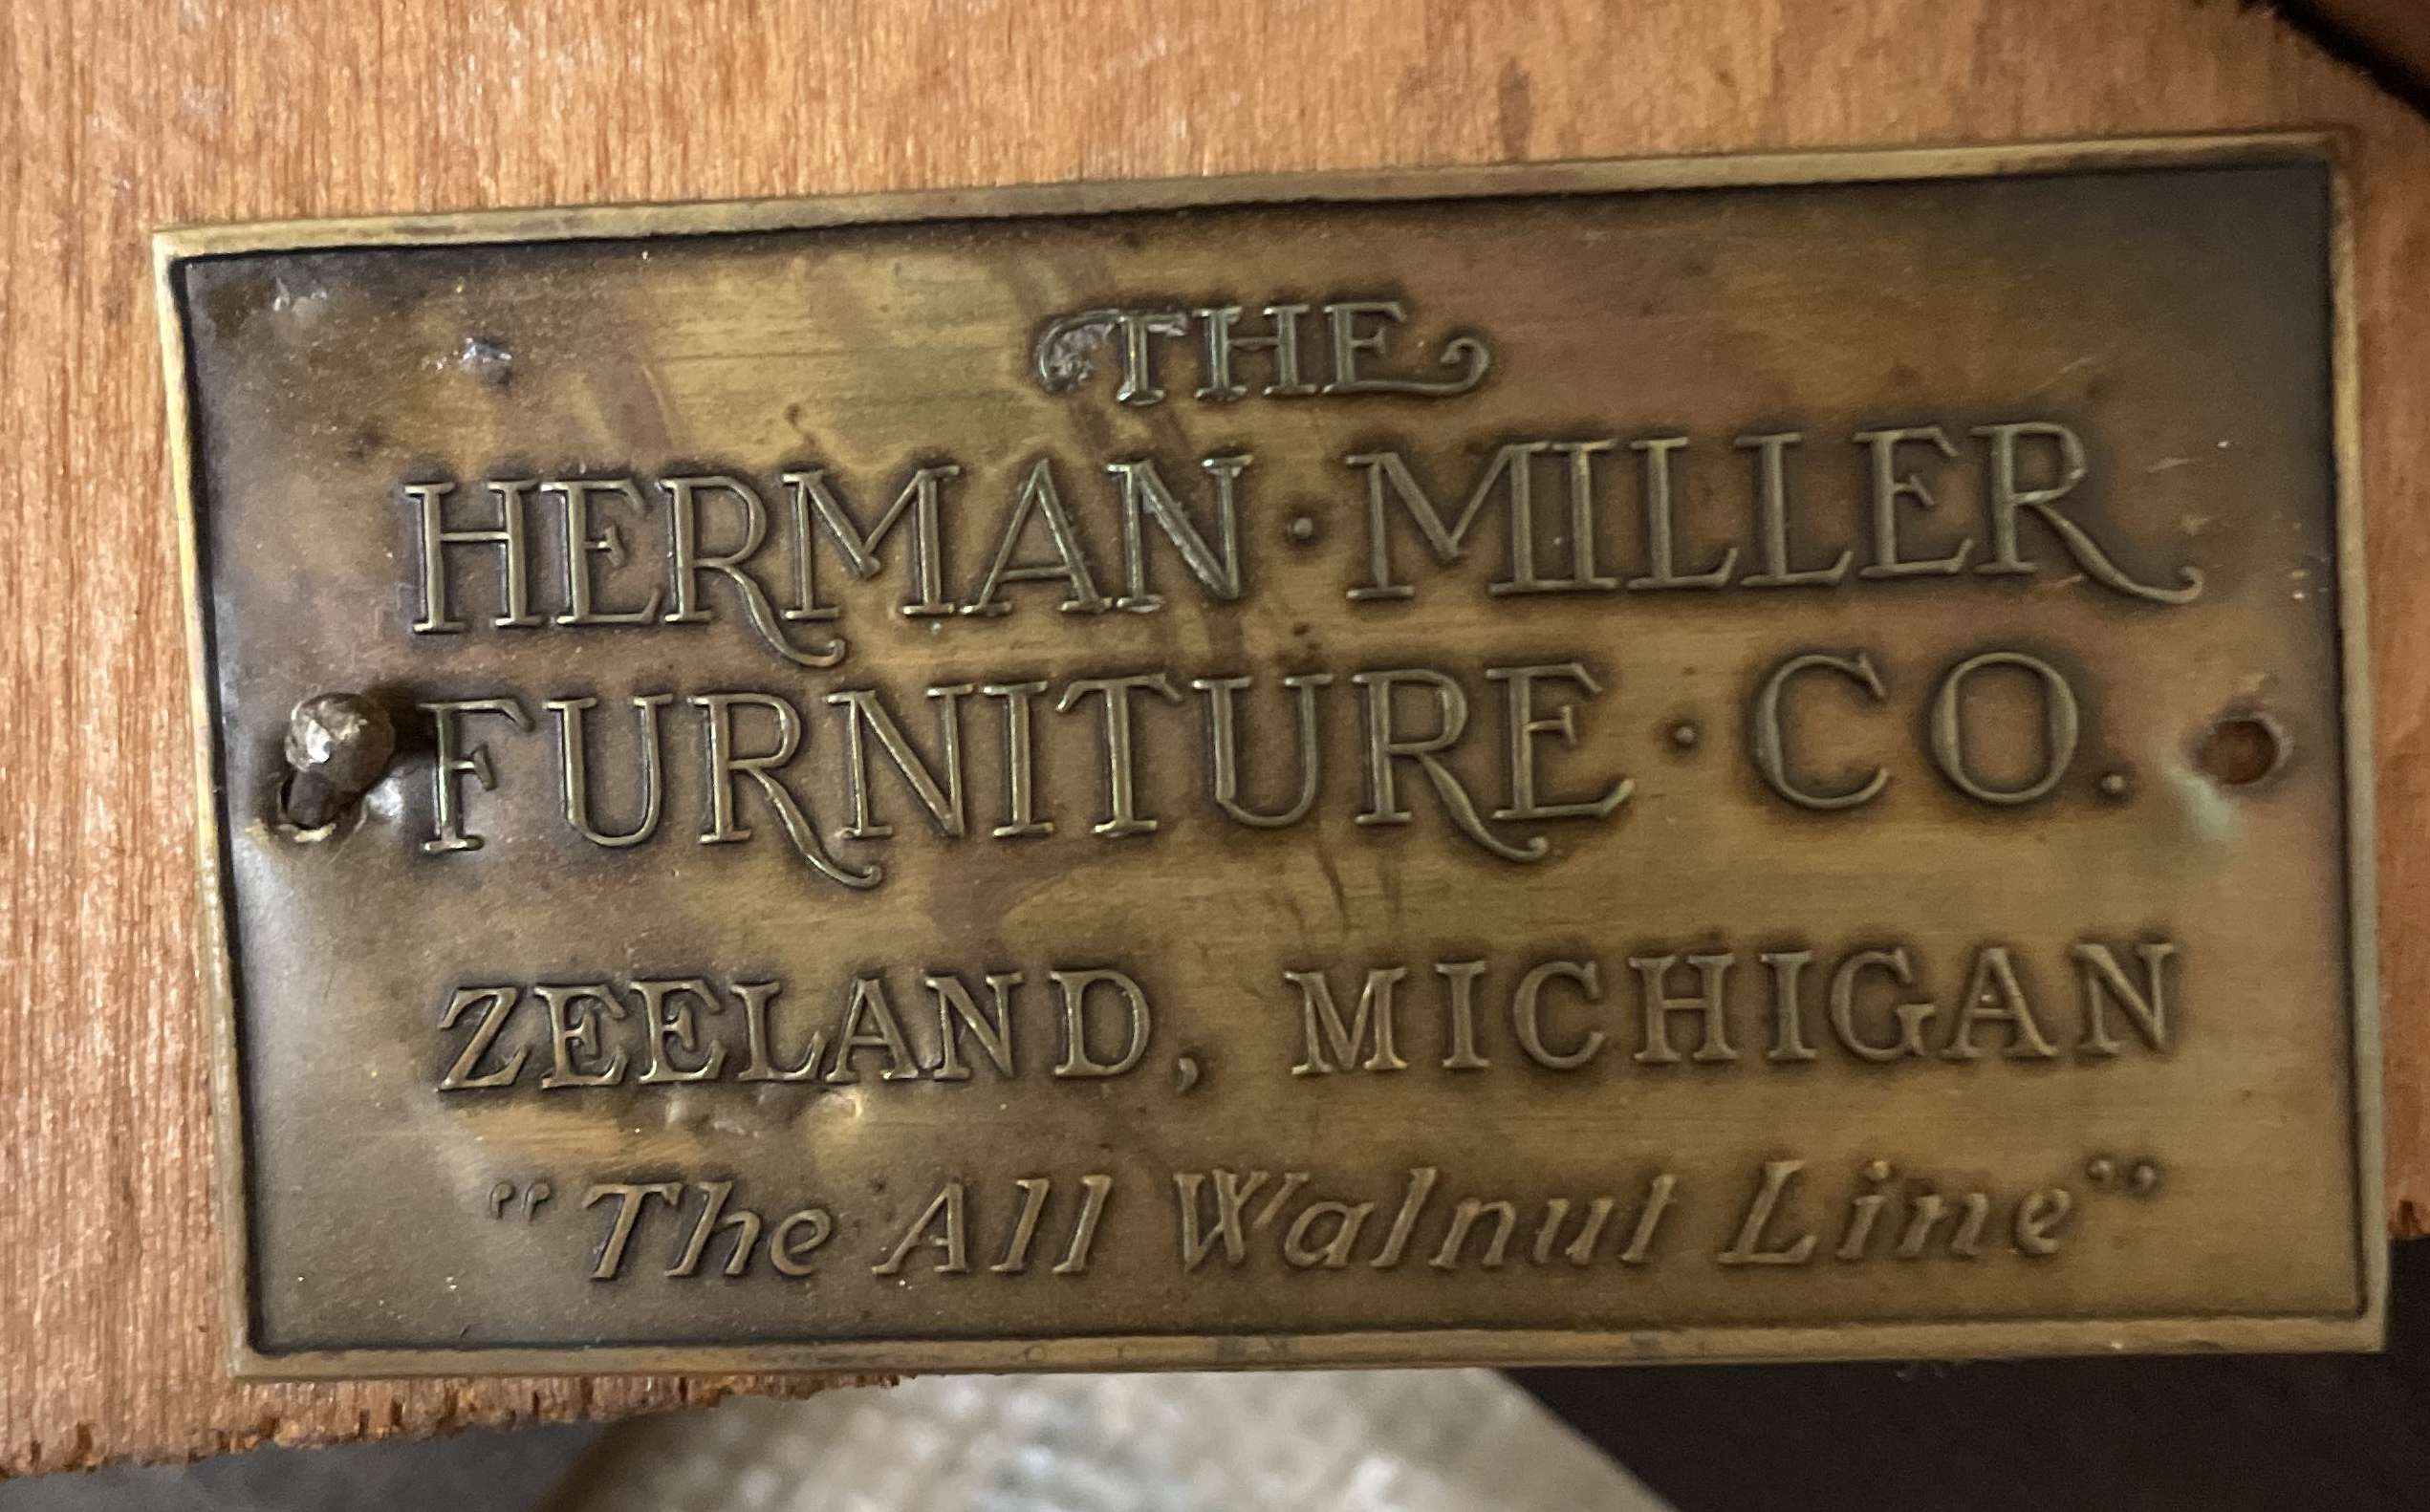 THE
HERMAN · MILLER
FURNITURE · CO.
ZEELAND, MICHIGAN
"The All Walnut Line"